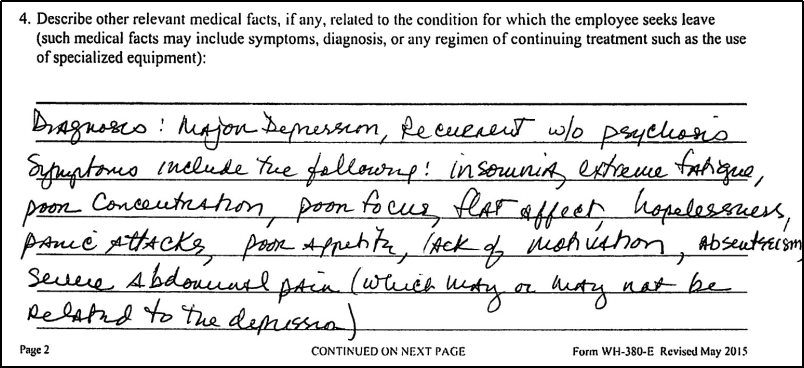 4. Describe other relevant medical facts, if any, related to the condition for which the employee seeks leave
(such medical facts may include symptoms, diagnosis, or any regimen of continuing treatment such as the use
of specialized equipment):
Diagnosis: Major Depression, Recurrent w/o psychosis
Symptoms include the following: insomnia, extreme fatigue,
poor concentration, poor focus, flat affect, hopelessness,
panic attacks, poor appetite, lack of motivation, absenteeism
severe abdominal pain (which may or may not be
related to the depression)
Page 2 CONTINUED ON NEXT PAGE Form WH-380-E Revised May 2015